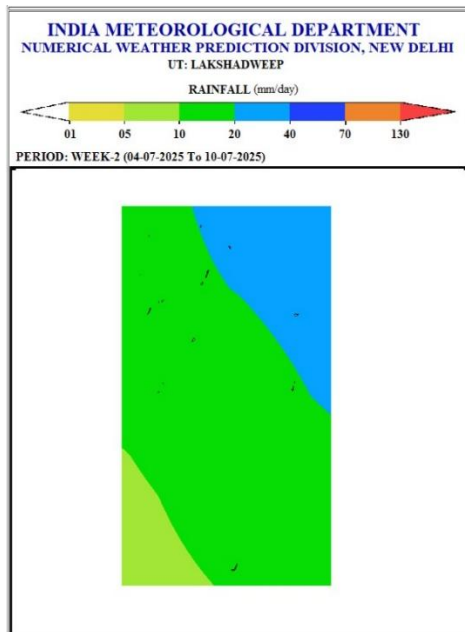 INDIA METEOROLOGICAL DEPARTMENT
NUMERICAL WEATHER PREDICTION DIVISION, NEW DELHI
UT: LAKSHADWEEP
RAINFALL (mm/day)
01 05 10 20 40 70 130
PERIOD: WEEK-2 (04-07-2025 To 10-07-2025)